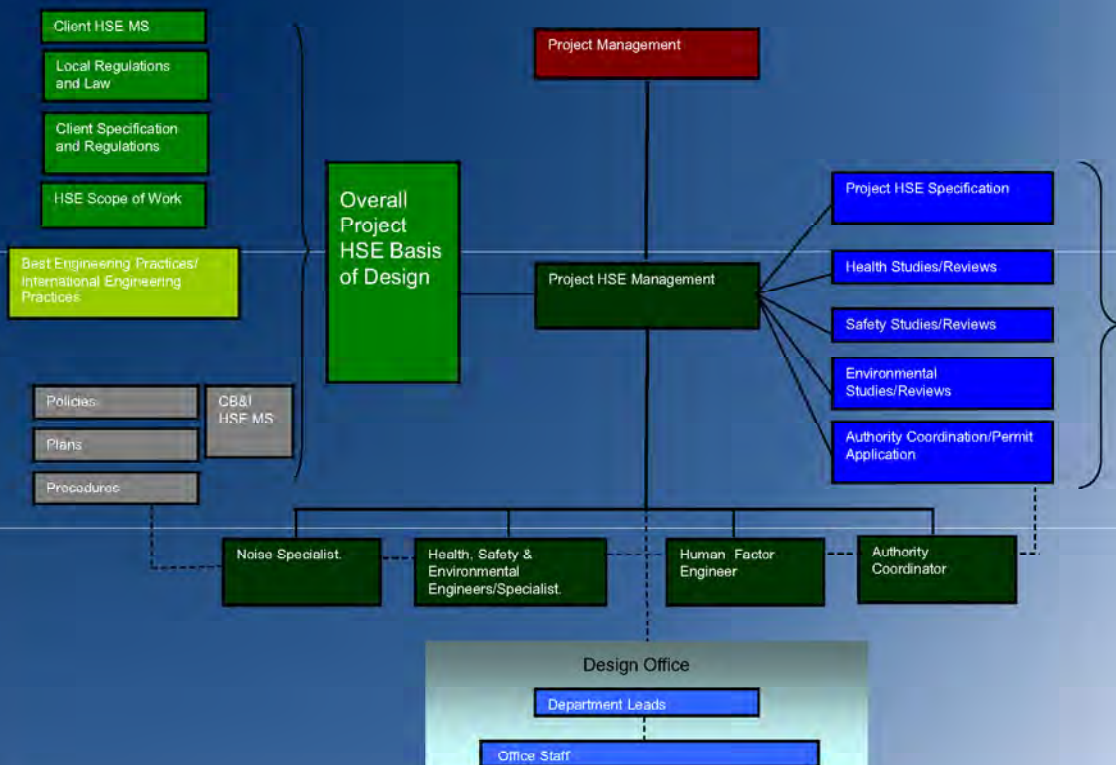 Client HSE MS
Local Regulations
and Law
Client Specification
and Regulations
HSE Scope of Work
Best Engineering Practices/
International Engineering
Practices
Policies
Plans
Procedures
CB&I
HSE MS
Overall
Project
HSE Basis
of Design
Project Management
Project HSE Management
Project HSE Specification
Health Studies/Reviews
Safety Studies/Reviews
Environmental
Studies/Reviews
Authority Coordination/Permit
Application
Noise Specialist.
Health, Safety &
Environmental
Engineers/Specialist.
Human Factor
Engineer
Authority
Coordinator
Design Office
Department Leads
Office Staff